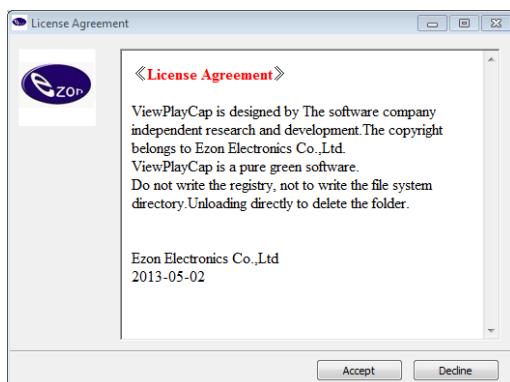 License Agreement
ezon
《License Agreement》
ViewPlayCap is designed by The software company
independent research and development.The copyright
belongs to Ezon Electronics Co.,Ltd.
ViewPlayCap is a pure green software.
Do not write the registry, not to write the file system
directory.Unloading directly to delete the folder.
Ezon Electronics Co.,Ltd
2013-05-02
Accept
Decline